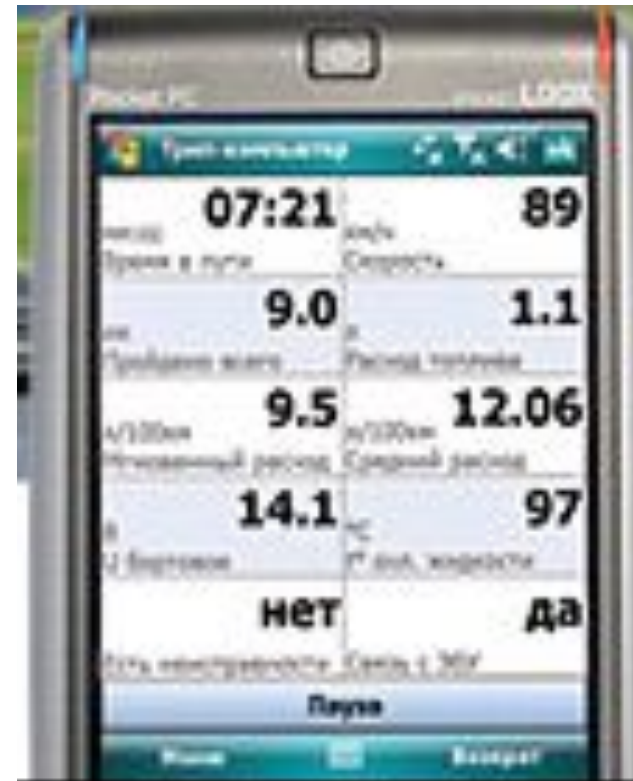 Трип-компьютер
07:21 89
мм:сс км/ч
Время в пути Скорость
9.0 1.1
км л
Пройдено всего Расход топлива
9.5 12.06
л/100км л/100км
Мгновенный расход Средний расход
14.1 97
В °C
U бортовое t° охл. жидкости
нет да
Есть неисправности Связь с ЭБУ
Пауза
Меню Возврат